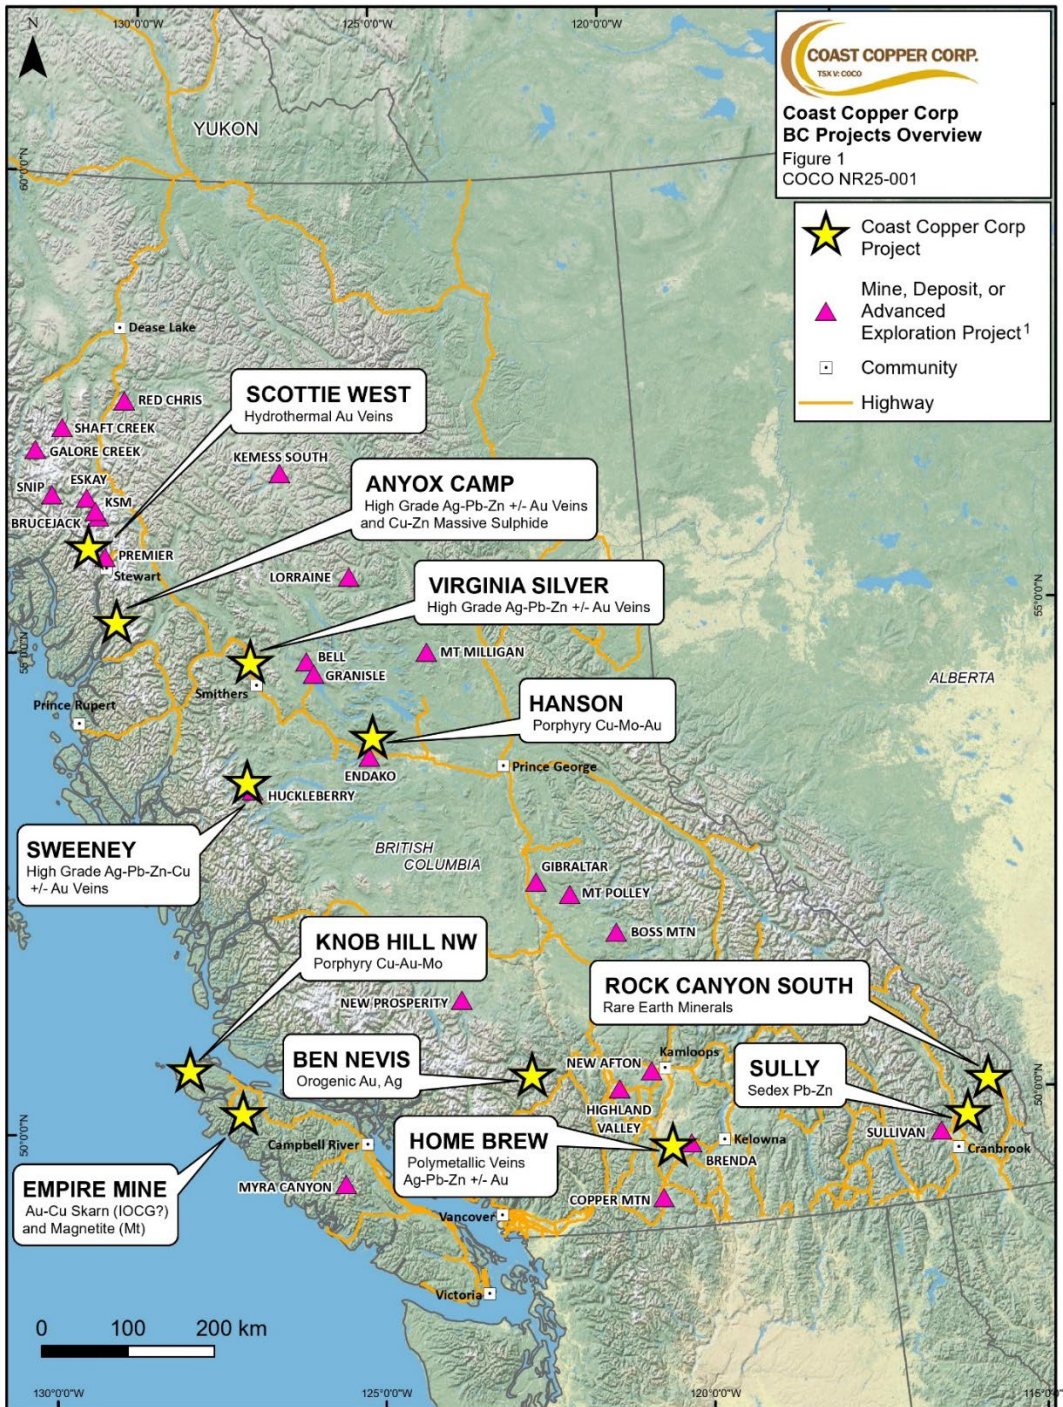 130°0'0"W
125°0'0"W
120°0'0"W
N
COAST COPPER CORP.
TSX V: COCO
Coast Copper Corp
BC Projects Overview
Figure 1
COCO NR25-001
Coast Copper Corp
Project
Mine, Deposit, or
Advanced
Exploration Project1
Community
Highway
YUKON
60°0'0"N
Dease Lake
RED CHRIS
SHAFT CREEK
GALORE CREEK
SCOTTIE WEST
Hydrothermal Au Veins
KEMESS SOUTH
SNIP
ESKAY
KSM
BRUCEJACK
ANYOX CAMP
High Grade Ag-Pb-Zn +/- Au Veins
and Cu-Zn Massive Sulphide
PREMIER
Stewart
LORRAINE
VIRGINIA SILVER
High Grade Ag-Pb-Zn +/- Au Veins
55°0'0"N
55°0'0"N
BELL
GRANISLE
MT MILLIGAN
ALBERTA
Smithers
Prince Rupert
HANSON
Porphyry Cu-Mo-Au
ENDAKO
Prince George
HUCKLEBERRY
SWEENEY
High Grade Ag-Pb-Zn-Cu
+/- Au Veins
BRITISH
COLUMBIA
GIBRALTAR
MT POLLEY
BOSS MTN
KNOB HILL NW
Porphyry Cu-Au-Mo
NEW PROSPERITY
ROCK CANYON SOUTH
Rare Earth Minerals
BEN NEVIS
Orogenic Au, Ag
NEW AFTON
Kamloops
HIGHLAND
VALLEY
SULLY
Sedex Pb-Zn
50°0'0"N
50°0'0"N
SULLIVAN
Cranbrook
Campbell River
HOME BREW
Polymetallic Veins
Ag-Pb-Zn +/- Au
Kelowna
BRENDA
EMPIRE MINE
Au-Cu Skarn (IOCG?)
and Magnetite (Mt)
MYRA CANYON
COPPER MTN
Vancouver
Victoria
0 100 200 km
130°0'0"W
125°0'0"W
120°0'0"W
115°0'0"W